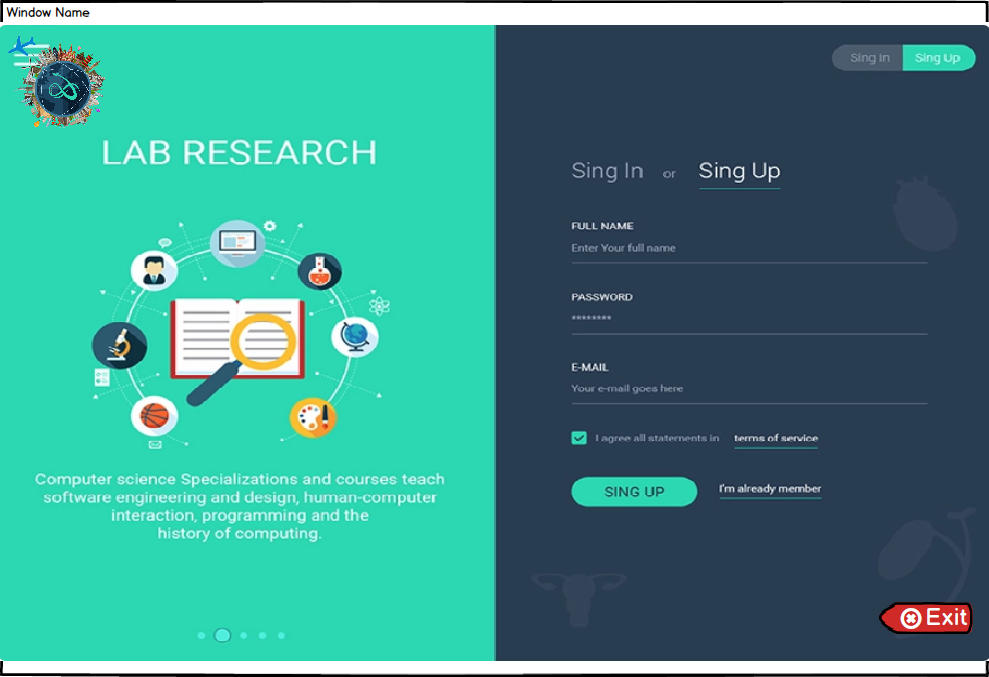 Window Name
Sing In Sing Up
LAB RESEARCH
Computer science Specializations and courses teach
software engineering and design, human-computer
interaction, programming and the
history of computing.
Sing In or Sing Up
FULL NAME
Enter Your full name
PASSWORD
********
E-MAIL
Your e-mail goes here
I agree all statements in terms of service
SING UP I'm already member
Exit